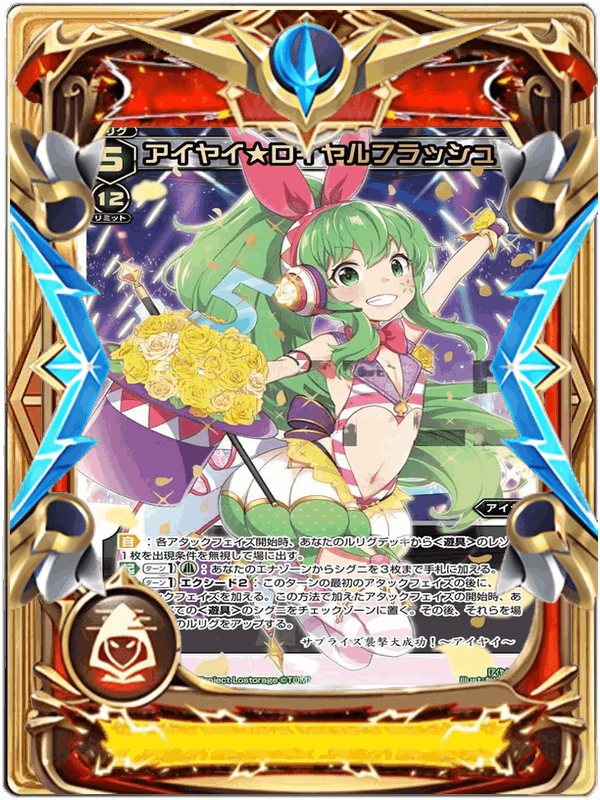 リグ
5
アイヤイ★ロイヤルフラッシュ
12
リミット
5
アイヤ
自：各アタックフェイズ開始時、あなたのルリグデッキから<遊具>のレゾ
1枚を出現条件を無視して場に出す。
ターン1：あなたのエナゾーンからシグニを3枚まで手札に加える。
ターン1 エクシード2：このターンの最初のアタックフェイズの後に、
ックフェイズを加える。この方法で加えたアタックフェイズの開始時、あ
ての<遊具>のシグニをチェックゾーンに置く。その後、それらを場
のルリグをアップする。
サプライズ襲撃大成功！～アイヤイ～
roject Lostorage ©TOM
Illust